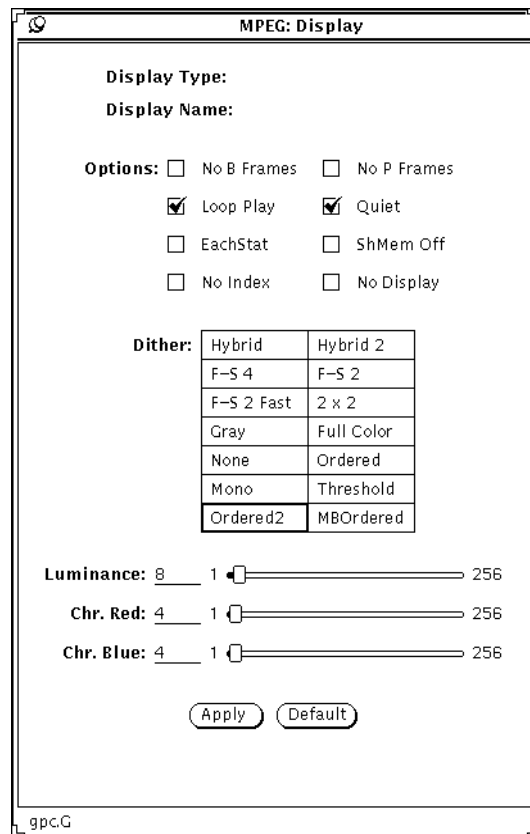 MPEG: Display
Display Type:
Display Name:
Options: No B Frames No P Frames
Loop Play Quiet
EachStat ShMem Off
No Index No Display
Dither: Hybrid Hybrid 2
F-S 4 F-S 2
F-S 2 Fast 2 x 2
Gray Full Color
None Ordered
Mono Threshold
Ordered2 MBOrdered
Luminance: 8 1 256
Chr. Red: 4 1 256
Chr. Blue: 4 1 256
Apply Default
gpc.G